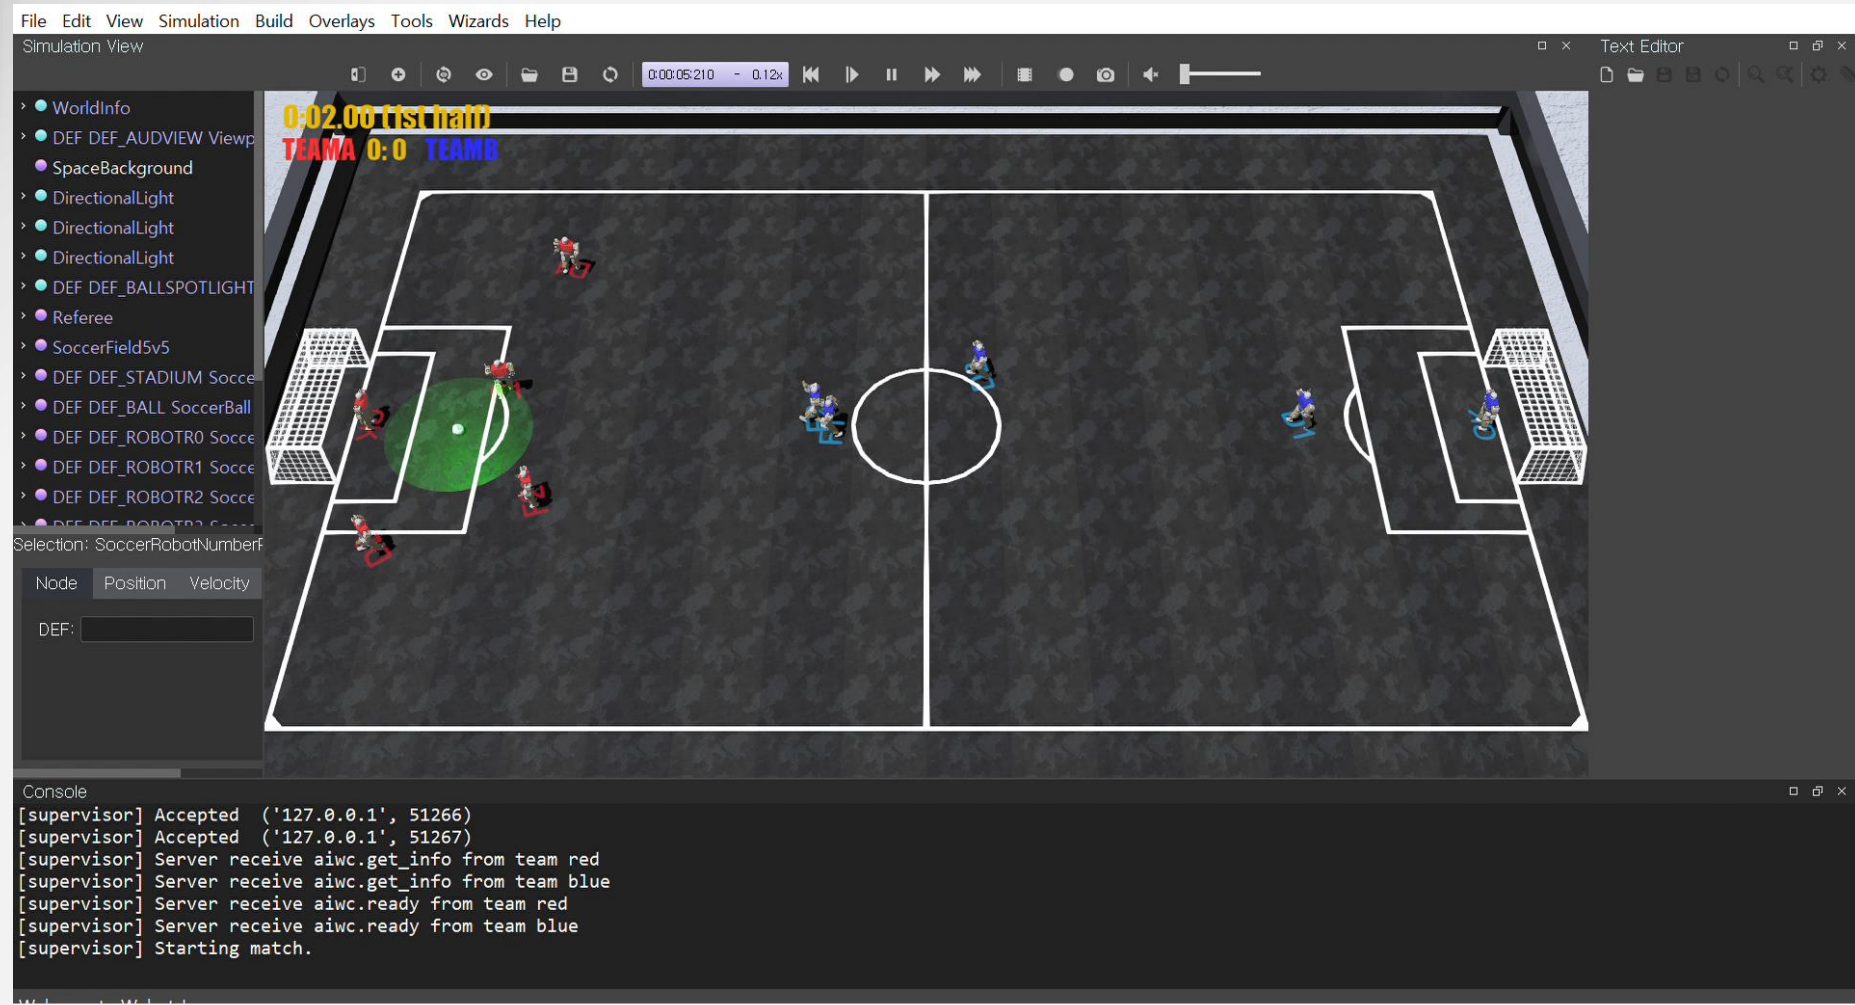 File Edit View Simulation Build Overlays Tools Wizards Help
Simulation View
Text Editor
0:00:05:210 - 0.12x
WorldInfo
DEF DEF_AUDVIEW Viewp
SpaceBackground
DirectionalLight
DirectionalLight
DirectionalLight
DEF DEF_BALLSPOTLIGHT
Referee
SoccerField5v5
DEF DEF_STADIUM Socce
DEF DEF_BALL SoccerBall
DEF DEF_ROBOTR0 Socce
DEF DEF_ROBOTR1 Socce
DEF DEF_ROBOTR2 Socce
0:02.00 (1st half)
TEAMA 0:0 TEAMB
Selection: SoccerRobotNumberF
Node Position Velocity
DEF:
Console
[supervisor] Accepted ('127.0.0.1', 51266)
[supervisor] Accepted ('127.0.0.1', 51267)
[supervisor] Server receive aiwc.get_info from team red
[supervisor] Server receive aiwc.get_info from team blue
[supervisor] Server receive aiwc.ready from team red
[supervisor] Server receive aiwc.ready from team blue
[supervisor] Starting match.